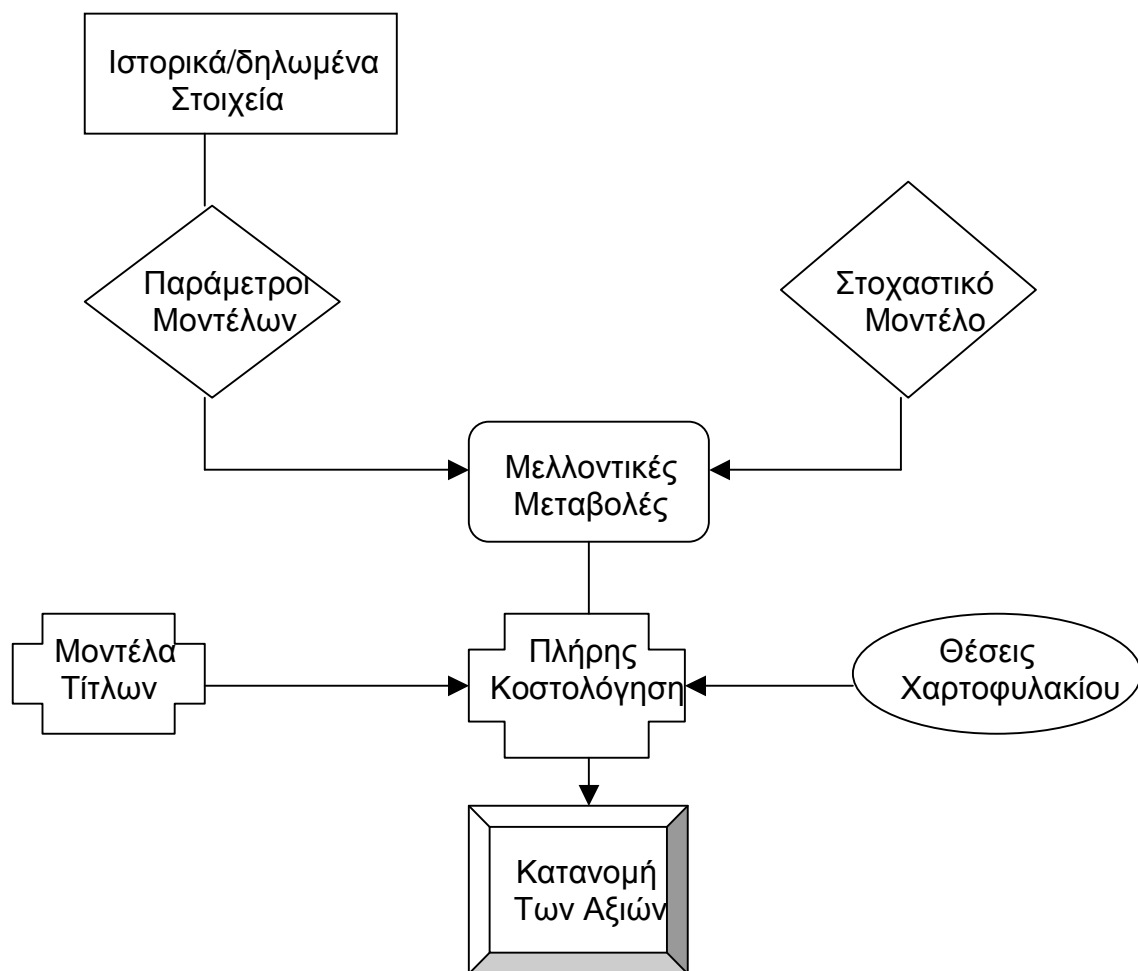 Ιστορικά/δηλωμένα
Στοιχεία
Παράμετροι
Μοντέλων
Στοχαστικό
Μοντέλο
Μελλοντικές
Μεταβολές
Μοντέλα
Τίτλων
Πλήρης
Κοστολόγηση
Θέσεις
Χαρτοφυλακίου
Κατανομή
Των Αξιών